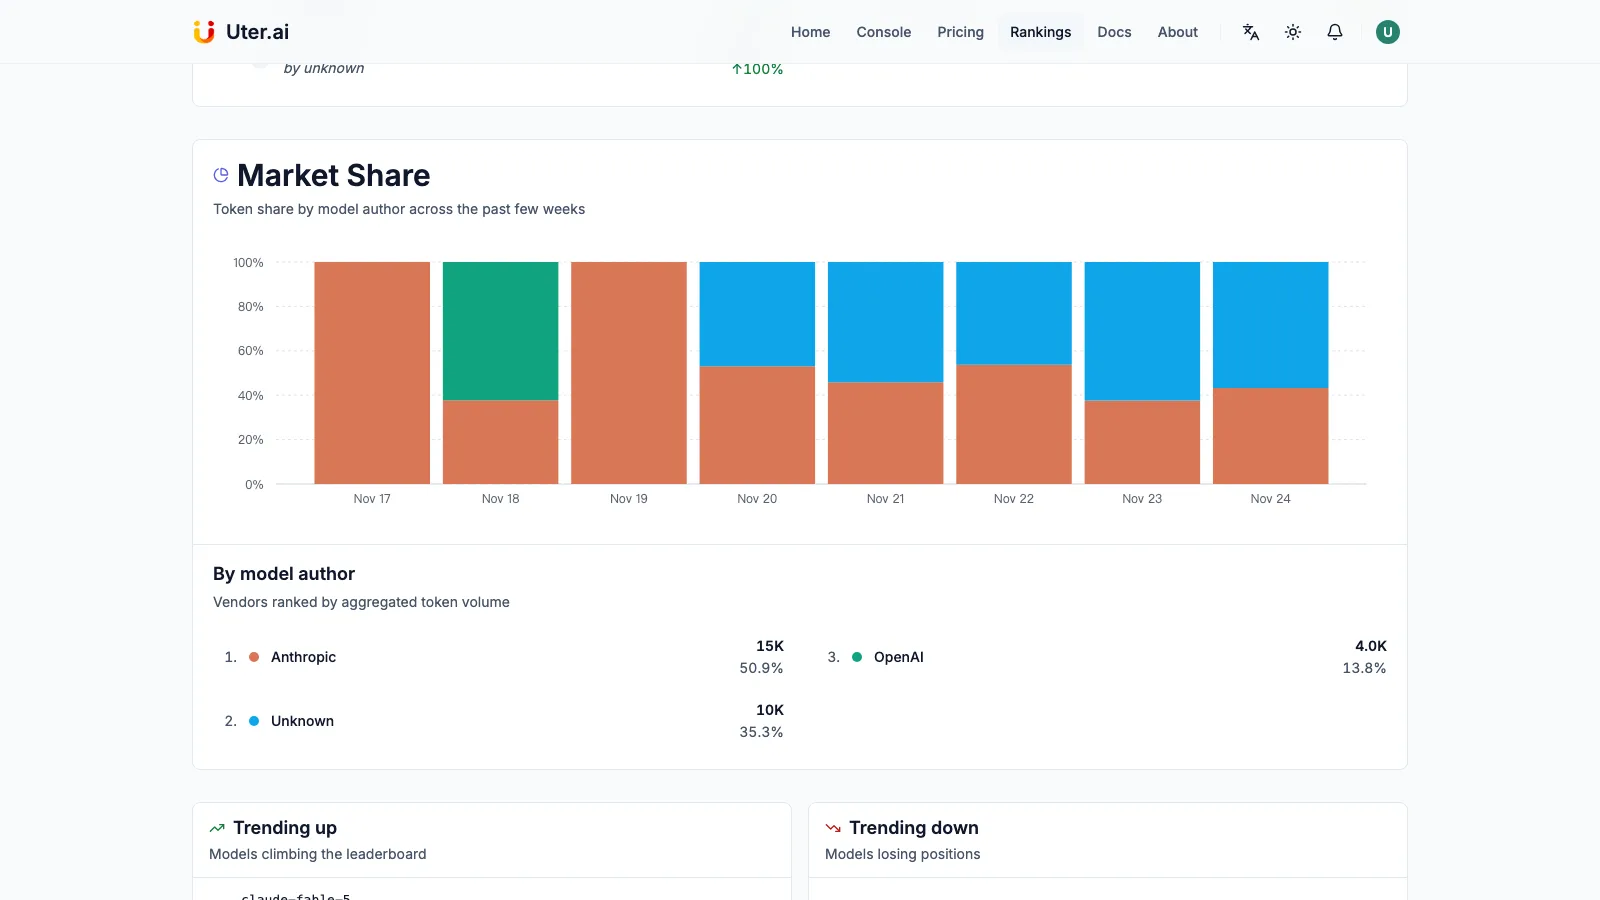 Uter.ai
Home
Console
Pricing
Rankings
Docs
About
U
by unknown
↑100%
Market Share
Token share by model author across the past few weeks
100%
80%
60%
40%
20%
0%
Nov 17
Nov 18
Nov 19
Nov 20
Nov 21
Nov 22
Nov 23
Nov 24
By model author
Vendors ranked by aggregated token volume
1. Anthropic
15K
50.9%
2. Unknown
10K
35.3%
3. OpenAI
4.0K
13.8%
Trending up
Models climbing the leaderboard
claude-fable-5
Trending down
Models losing positions